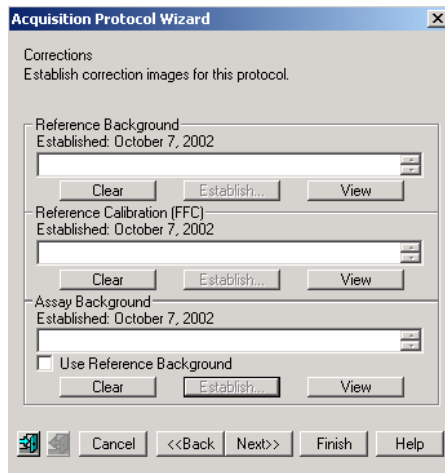 Acquisition Protocol Wizard
Corrections
Establish correction images for this protocol.
Reference Background
Established: October 7, 2002
Clear Establish... View
Reference Calibration (FFC)
Established: October 7, 2002
Clear Establish... View
Assay Background
Established: October 7, 2002
Use Reference Background
Clear Establish... View
Cancel <<Back Next>> Finish Help